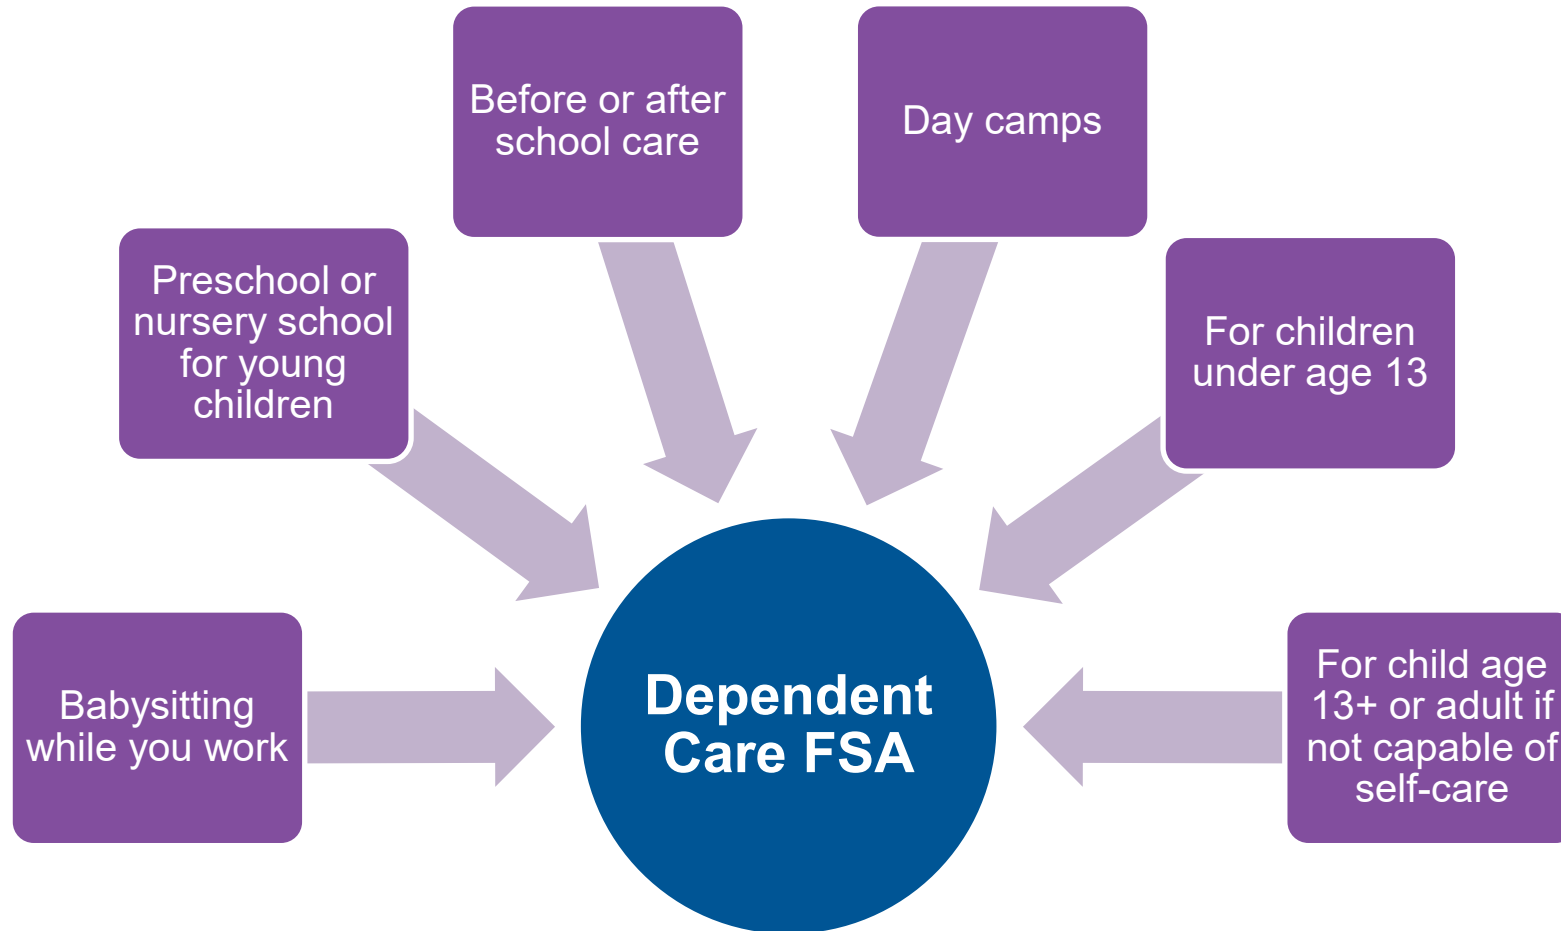 Before or after
school care
Day camps
Preschool or
nursery school
for young
children
For children
under age 13
Babysitting
while you work
Dependent
Care FSA
For child age
13+ or adult if
not capable of
self-care